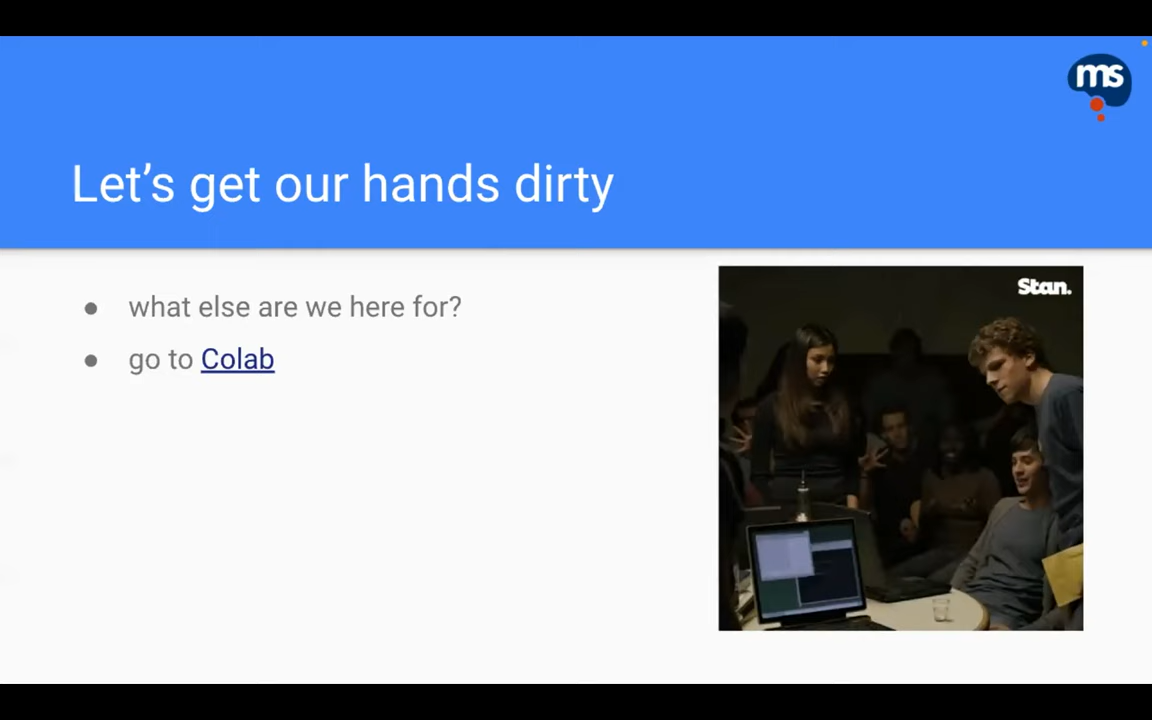 ms
Let’s get our hands dirty
● what else are we here for?
● go to Colab
Stan.